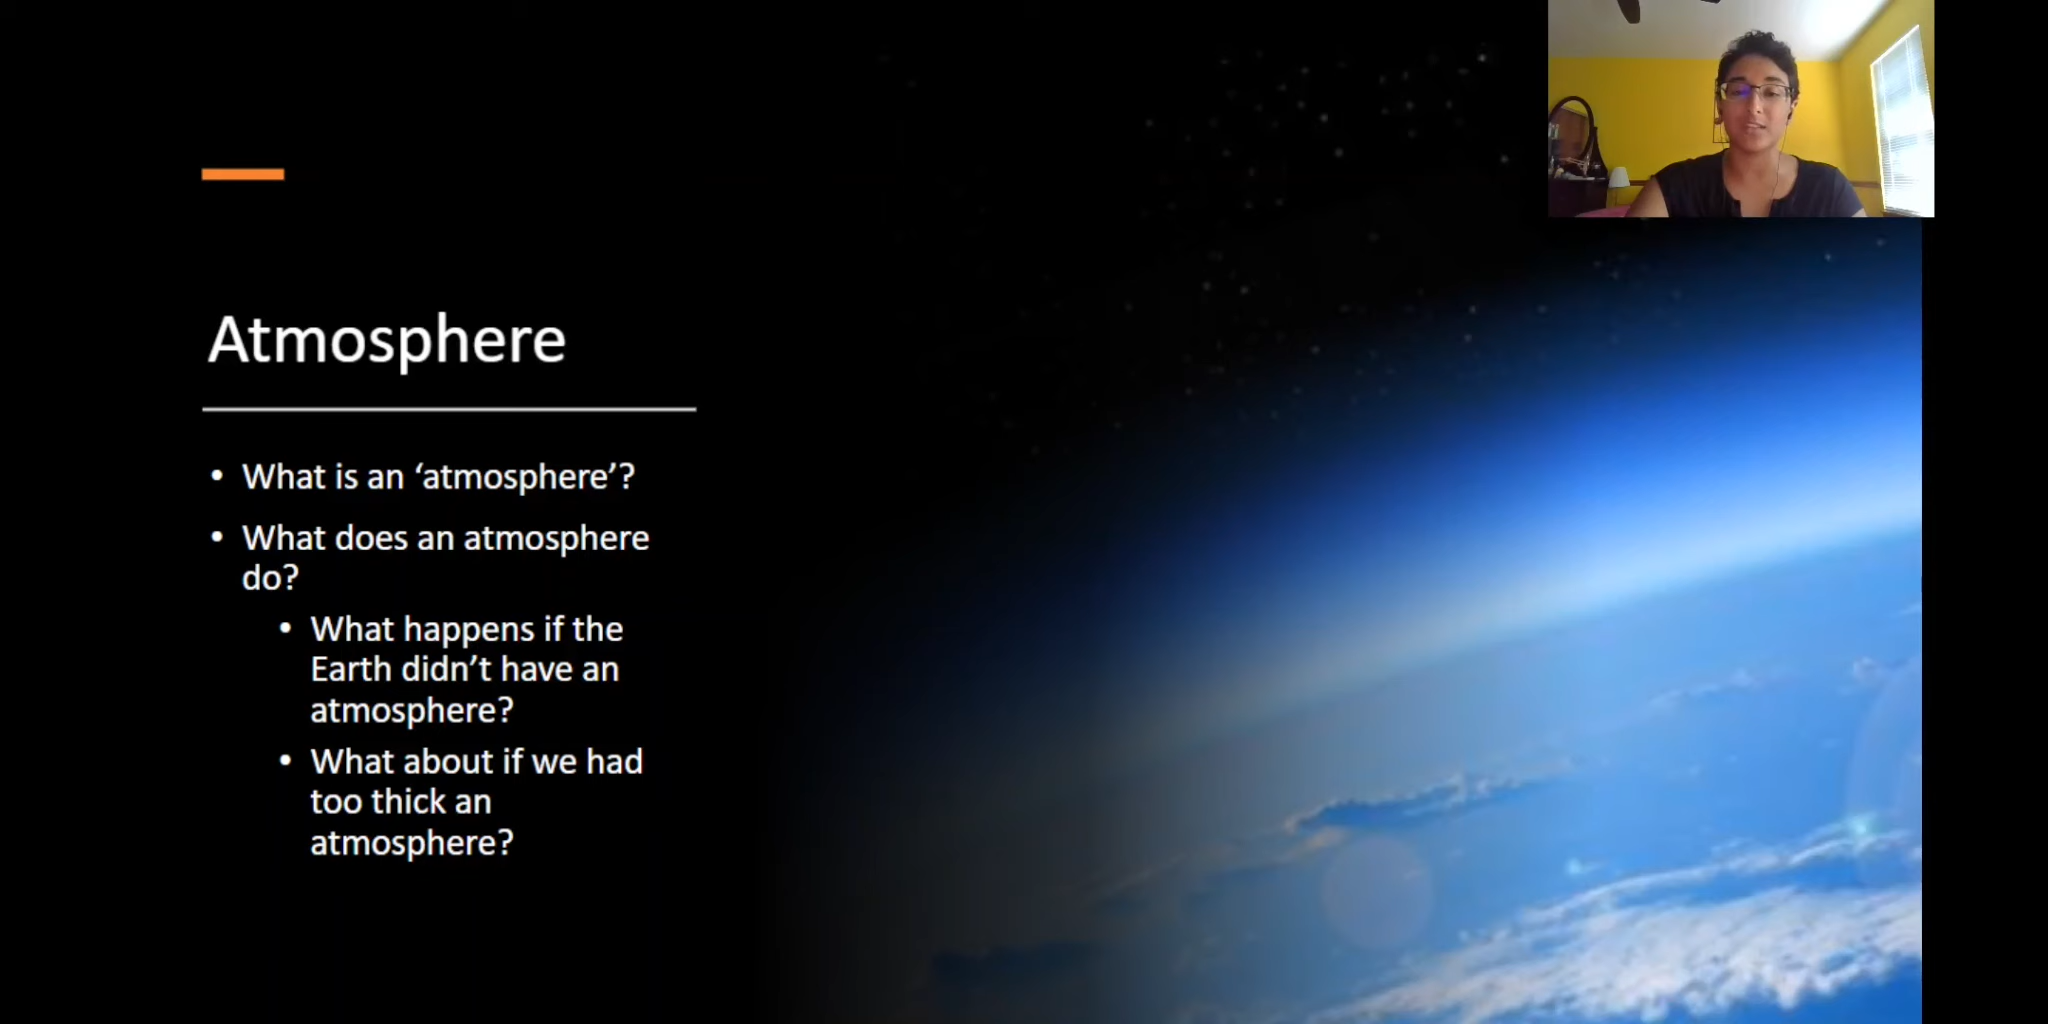 Atmosphere
• What is an ‘atmosphere’?
• What does an atmosphere
do?
• What happens if the
Earth didn’t have an
atmosphere?
• What about if we had
too thick an
atmosphere?